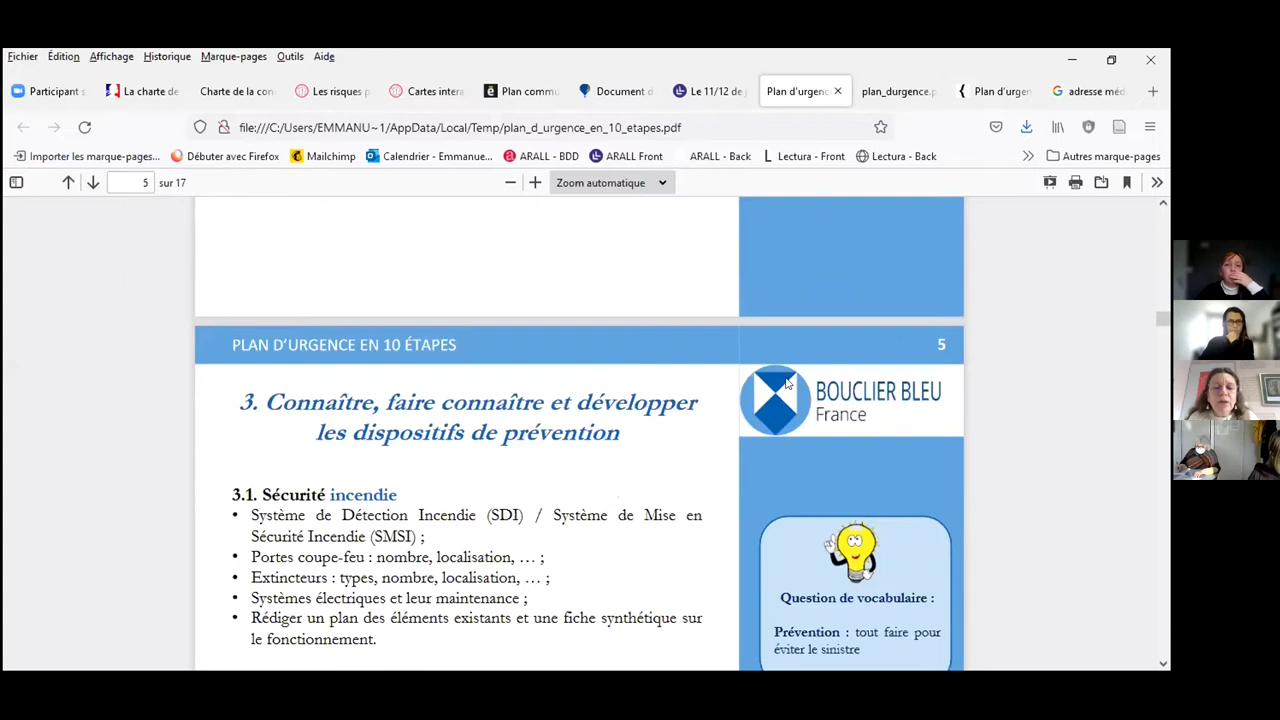 Fichier Édition Affichage Historique Marque-pages Outils Aide
Participant s La charte de Charte de la con Les risques p Cartes intera Plan commu Document d Le 11/12 de j Plan d'urgenc plan_durgence.p Plan d'urgen adresse méd
file:///C:/Users/EMMANU~1/AppData/Local/Temp/plan_d_urgence_en_10_etapes.pdf
Importer les marque-pages... Débuter avec Firefox Mailchimp Calendrier - Emmanue... ARALL - BDD ARALL Front ARALL - Back Lectura - Front Lectura - Back Autres marque-pages
5 sur 17 Zoom automatique
PLAN D'URGENCE EN 10 ÉTAPES 5
3. Connaître, faire connaître et développer
les dispositifs de prévention
BOUCLIER BLEU
France
3.1. Sécurité incendie
• Système de Détection Incendie (SDI) / Système de Mise en
Sécurité Incendie (SMSI) ;
• Portes coupe-feu : nombre, localisation, … ;
• Extincteurs : types, nombre, localisation, … ;
• Systèmes électriques et leur maintenance ;
• Rédiger un plan des éléments existants et une fiche synthétique sur
le fonctionnement.
Question de vocabulaire :
Prévention : tout faire pour
éviter le sinistre